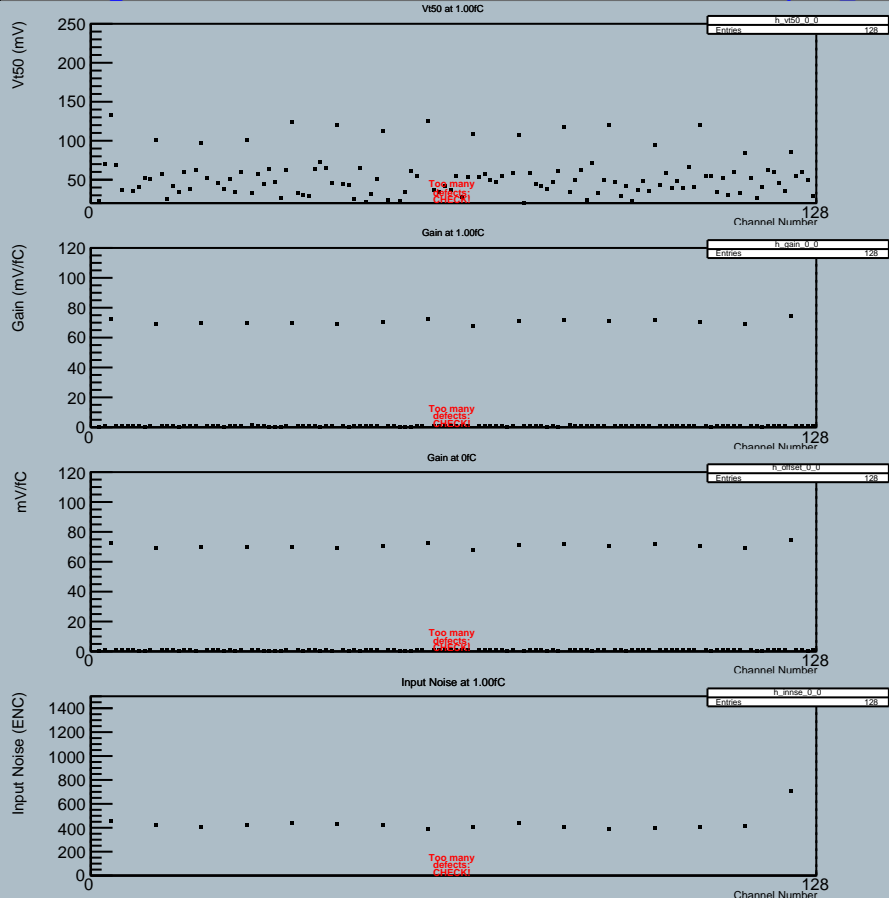 Vt50 at 1.00fC
h_vt50_0_0
Entries 128
Vt50 (mV)
250
200
150
100
50
0
Too many
defects:
CHECK!
128
Channel Number
Gain at 1.00fC
h_gain_0_0
Entries 128
Gain (mV/fC)
120
100
80
60
40
20
0
0
Too many
defects:
CHECK!
128
Channel Number
Gain at 0fC
h_offset_0_0
Entries 128
mV/fC
120
100
80
60
40
20
0
0
Too many
defects:
CHECK!
128
Channel Number
Input Noise at 1.00fC
h_innse_0_0
Entries 128
Input Noise (ENC)
1400
1200
1000
800
600
400
200
0
0
Too many
defects:
CHECK!
128
Channel Number